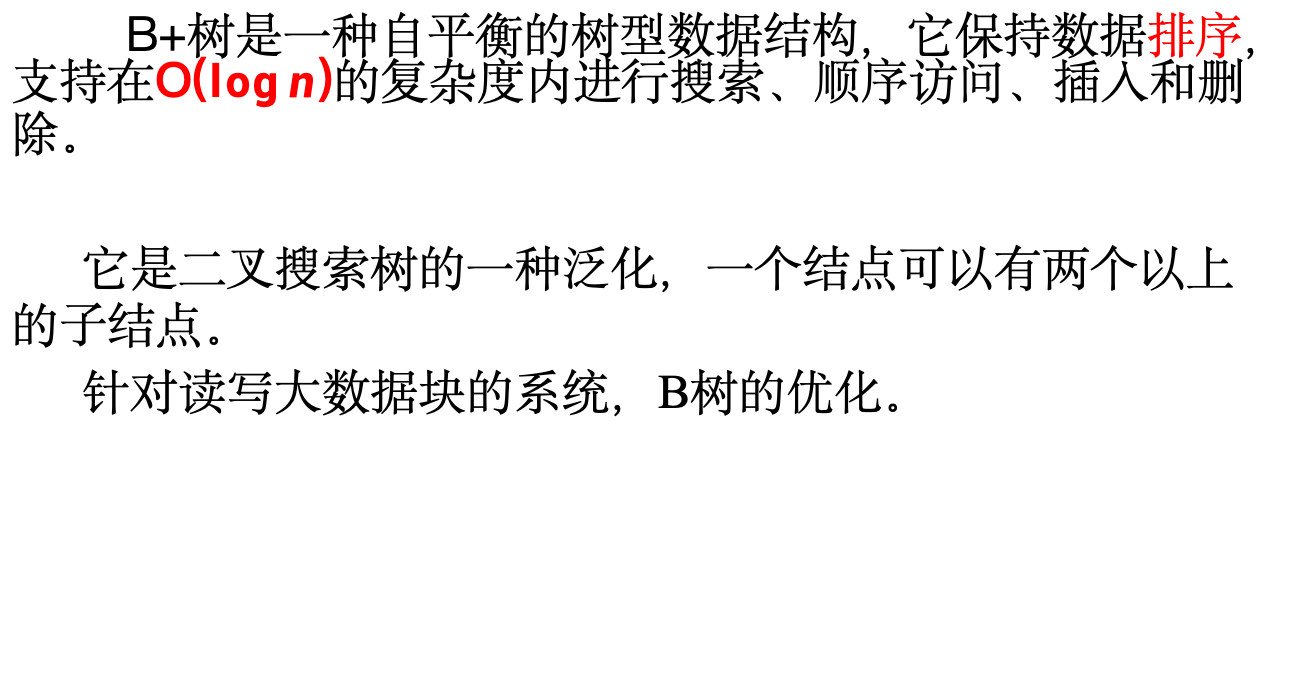 B+树是一种自平衡的树型数据结构，它保持数据排序，
支持在O(log n)的复杂度内进行搜索、顺序访问、插入和删
除。
它是二叉搜索树的一种泛化，一个结点可以有两个以上
的子结点。
针对读写大数据块的系统，B树的优化。